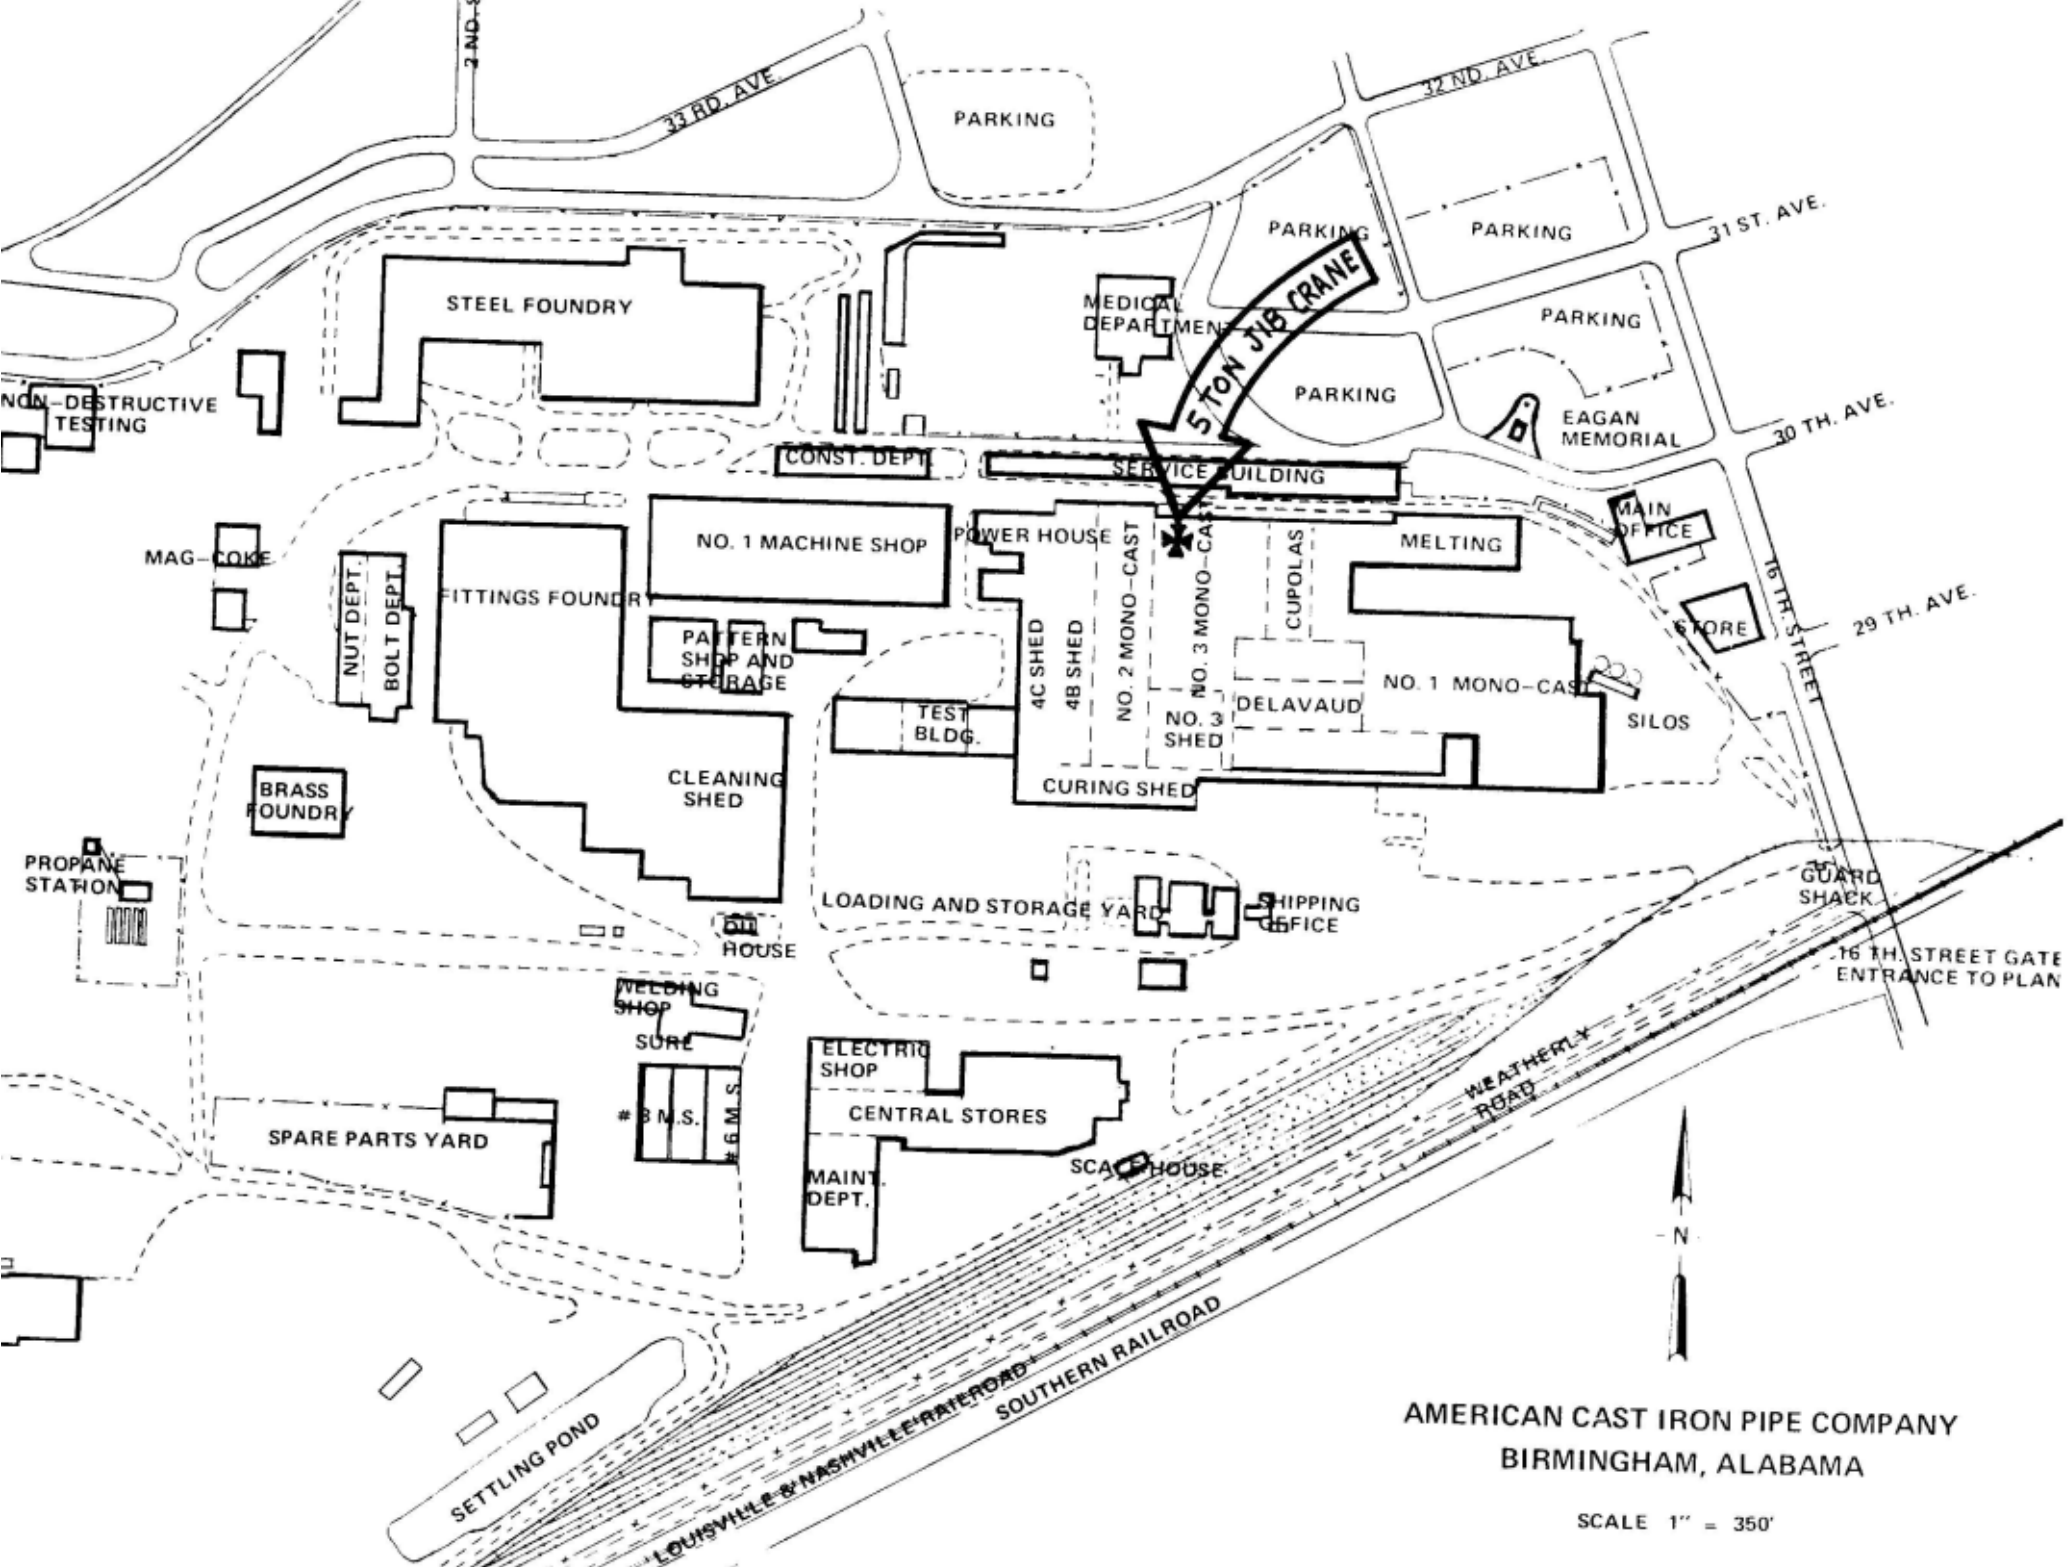 2 ND.
33 RD. AVE.
PARKING
32 ND. AVE.
PARKING
PARKING
31 ST. AVE.
STEEL FOUNDRY
MEDICAL
DEPARTMENT
5 TON JIB CRANE
PARKING
PARKING
NON-DESTRUCTIVE
TESTING
EAGAN
MEMORIAL
30 TH. AVE.
CONST. DEPT.
SERVICE BUILDING
MAIN
OFFICE
MAG-COKE
NUT DEPT.
BOLT DEPT.
FITTINGS FOUNDRY
NO. 1 MACHINE SHOP
POWER HOUSE
4C SHED
4B SHED
NO. 2 MONO-CAST
NO. 3 MONO-CAST
CUPOLAS
MELTING
16 TH. STREET
29 TH. AVE.
STORE
PATTERN
SHOP AND
STORAGE
TEST
BLDG.
NO. 3
SHED
DELAVAUD
NO. 1 MONO-CAST
SILOS
BRASS
FOUNDRY
CLEANING
SHED
CURING SHED
PROPANE
STATION
LOADING AND STORAGE YARD
SHIPPING
OFFICE
GUARD
SHACK
OIL
HOUSE
16 TH. STREET GATE
ENTRANCE TO PLAN
WELDING
SHOP
ELECTRIC
SHOP
WEATHERLY
ROAD
SPARE PARTS YARD
# 3 M.S.
# 6 M.S.
CENTRAL STORES
MAINT.
DEPT.
SCALE HOUSE
N
SETTLING POND
LOUISVILLE & NASHVILLE RAILROAD
SOUTHERN RAILROAD
AMERICAN CAST IRON PIPE COMPANY
BIRMINGHAM, ALABAMA
SCALE 1" = 350'